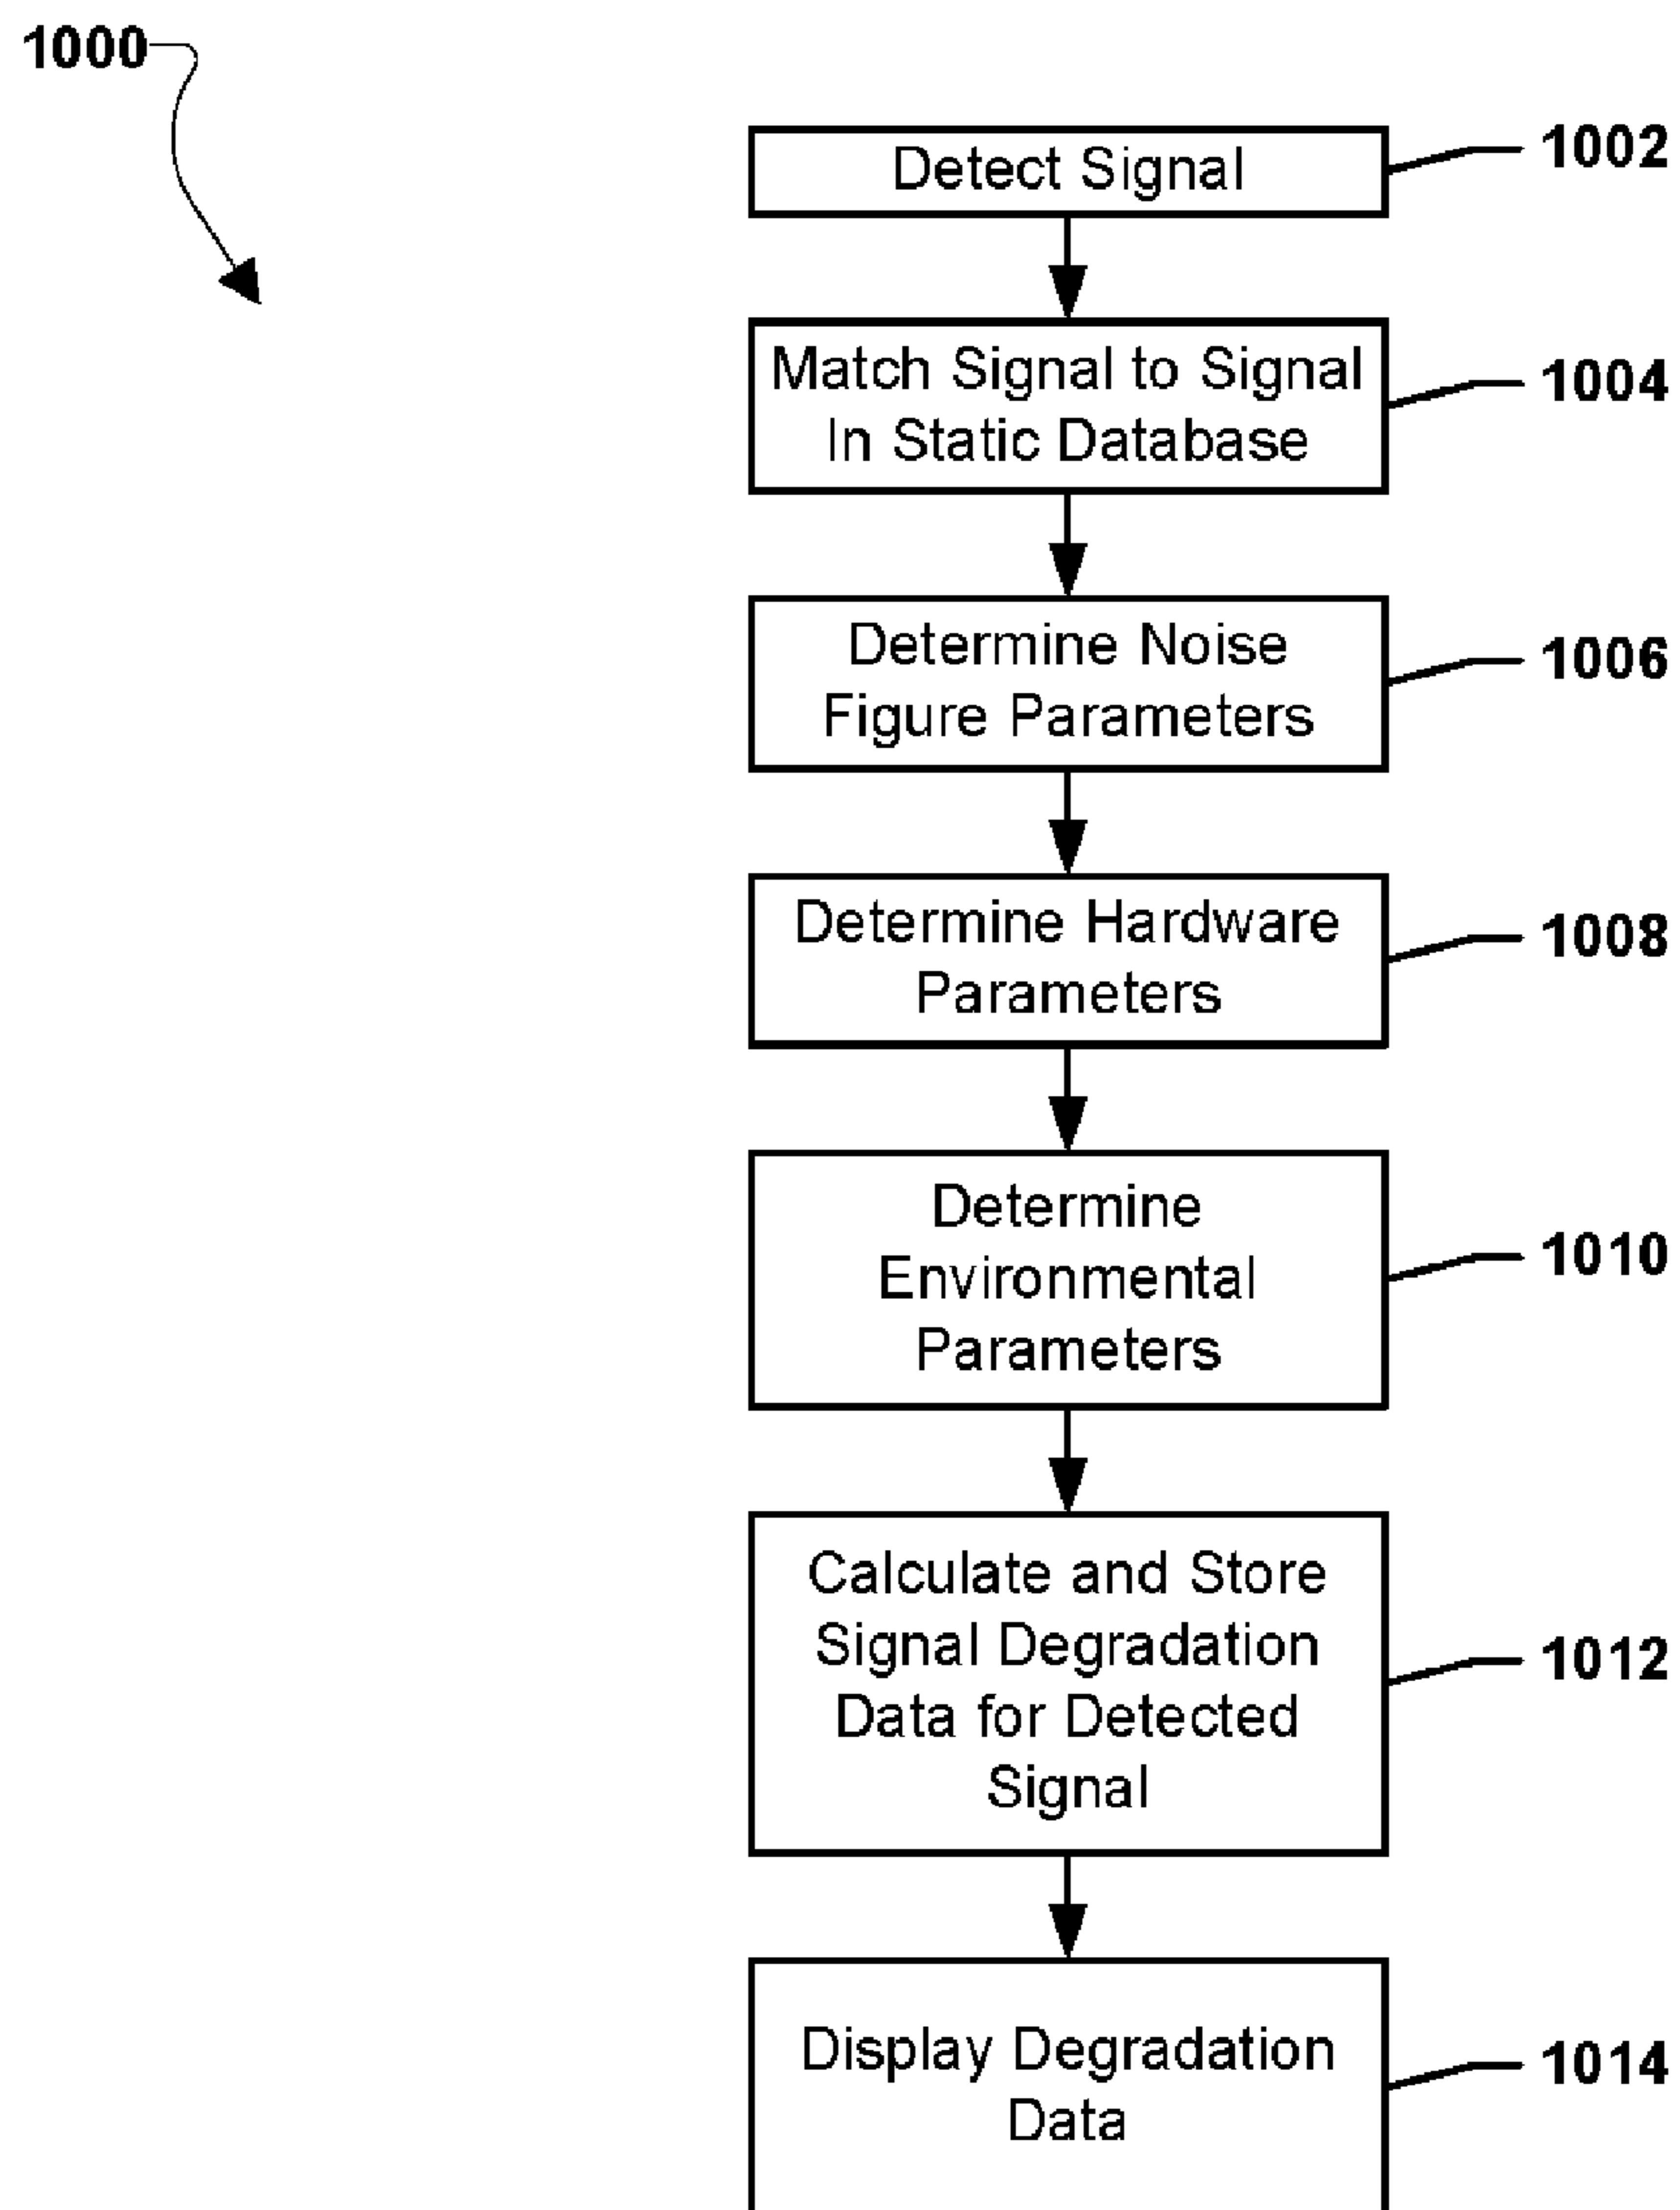 1000
Detect Signal
1002
Match Signal to Signal
In Static Database
1004
Determine Noise
Figure Parameters
1006
Determine Hardware
Parameters
1008
Determine
Environmental
Parameters
1010
Calculate and Store
Signal Degradation
Data for Detected
Signal
1012
Display Degradation
Data
1014